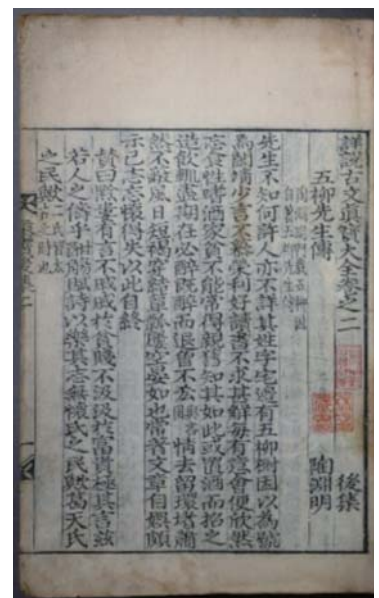 詳說古文眞寶大全卷之二 後集
五柳先生傳 陶淵明
先生不知何許人亦不詳其姓字宅邊有五柳樹因以爲號
焉閑靖少言不慕榮利好讀書不求甚解每有意會便欣然
忘食性嗜酒家貧不能常得親舊知其如此或置酒而招之
造飮輒盡期在必醉旣醉而退曾不吝情去留環堵蕭
然不蔽風日短褐穿結簞瓢屢空晏如也常著文章自娛頗
示己志忘懷得失以此自終
贊曰黔婁有言不戚戚於貧賤不汲汲於富貴極其言玆
若人之儔乎酣觴賦詩以樂其志無懷氏之民歟葛天氏
之民歟
眞寶後集二